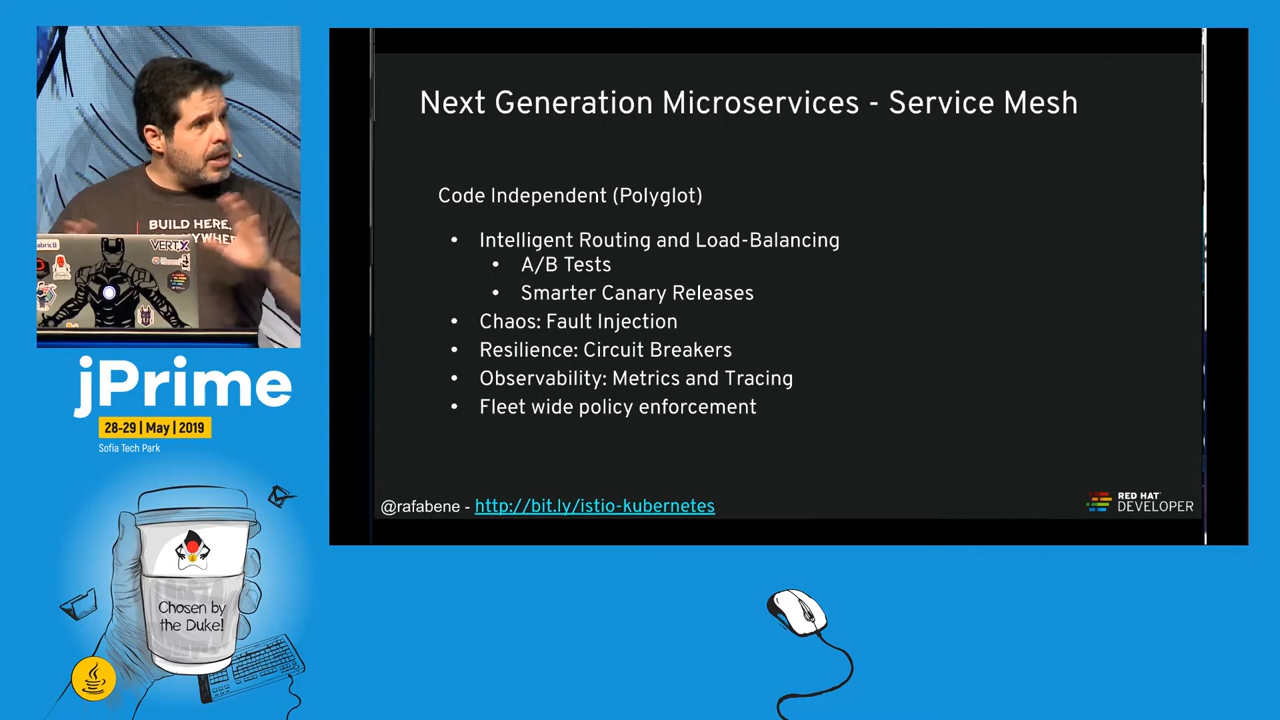 Next Generation Microservices - Service Mesh
Code Independent (Polyglot)
• Intelligent Routing and Load-Balancing
• A/B Tests
• Smarter Canary Releases
• Chaos: Fault Injection
• Resilience: Circuit Breakers
• Observability: Metrics and Tracing
• Fleet wide policy enforcement
@rafabene - http://bit.ly/istio-kubernetes
RED HAT
DEVELOPER
BUILD HERE,
VERT.X
jPrime
28-29 | May | 2019
Sofia Tech Park
Chosen by
the Duke!